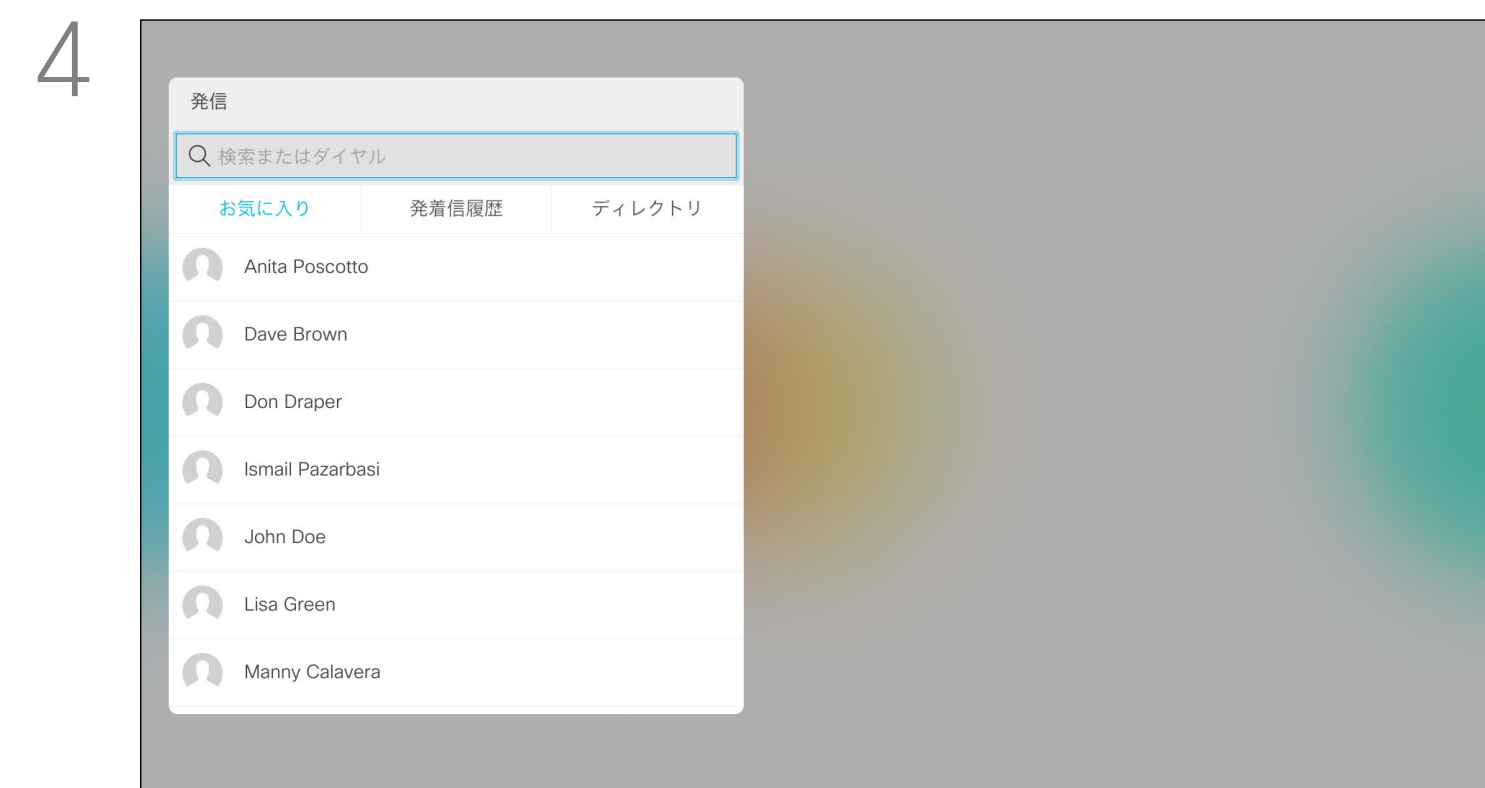 4
発信
検索またはダイヤル
お気に入り 発着信履歴 ディレクトリ
Anita Poscotto
Dave Brown
Don Draper
Ismail Pazarbasi
John Doe
Lisa Green
Manny Calavera